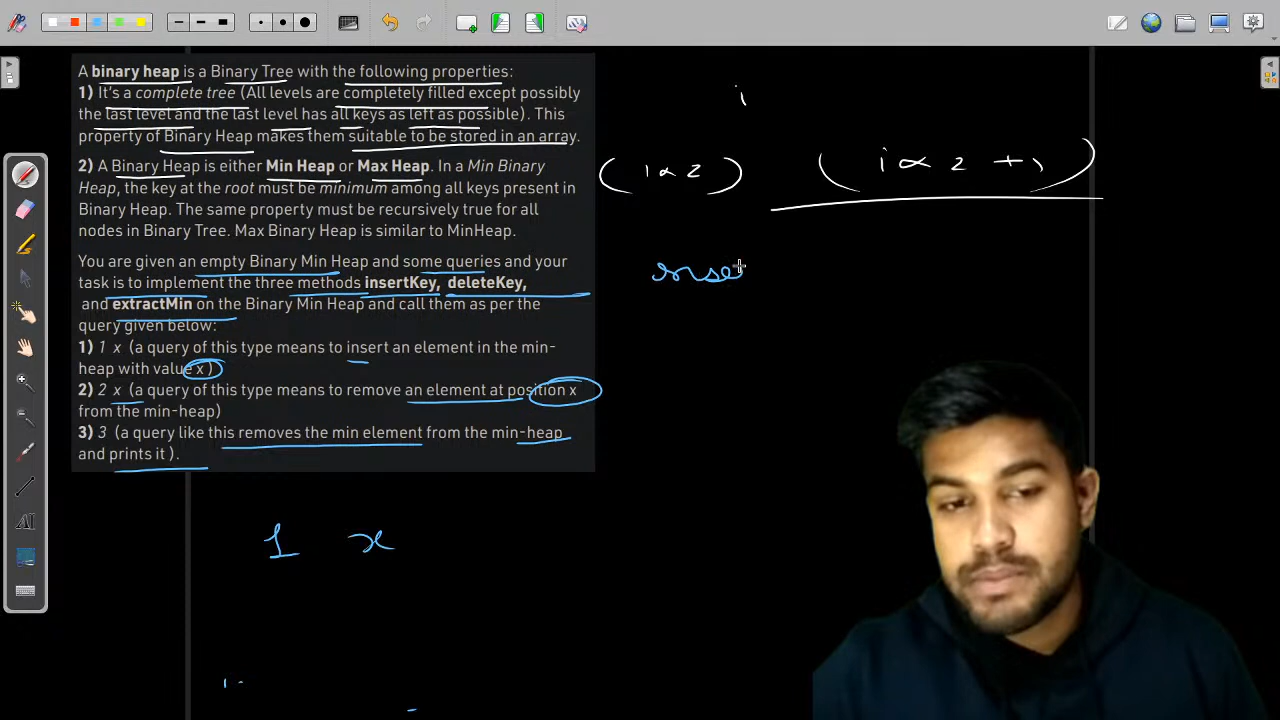 A binary heap is a Binary Tree with the following properties:
1) It's a complete tree (All levels are completely filled except possibly
the last level and the last level has all keys as left as possible). This
property of Binary Heap makes them suitable to be stored in an array.
2) A Binary Heap is either Min Heap or Max Heap. In a Min Binary
Heap, the key at the root must be minimum among all keys present in
Binary Heap. The same property must be recursively true for all
nodes in Binary Tree. Max Binary Heap is similar to MinHeap.
You are given an empty Binary Min Heap and some queries and your
task is to implement the three methods insertKey, deleteKey,
and extractMin on the Binary Min Heap and call them as per the
query given below:
1) 1 x (a query of this type means to insert an element in the min-
heap with value x )
2) 2 x (a query of this type means to remove an element at position x
from the min-heap)
3) 3 (a query like this removes the min element from the min-heap
and prints it ).
i
(i * 2) (i * 2 + 1)
inse
1 x